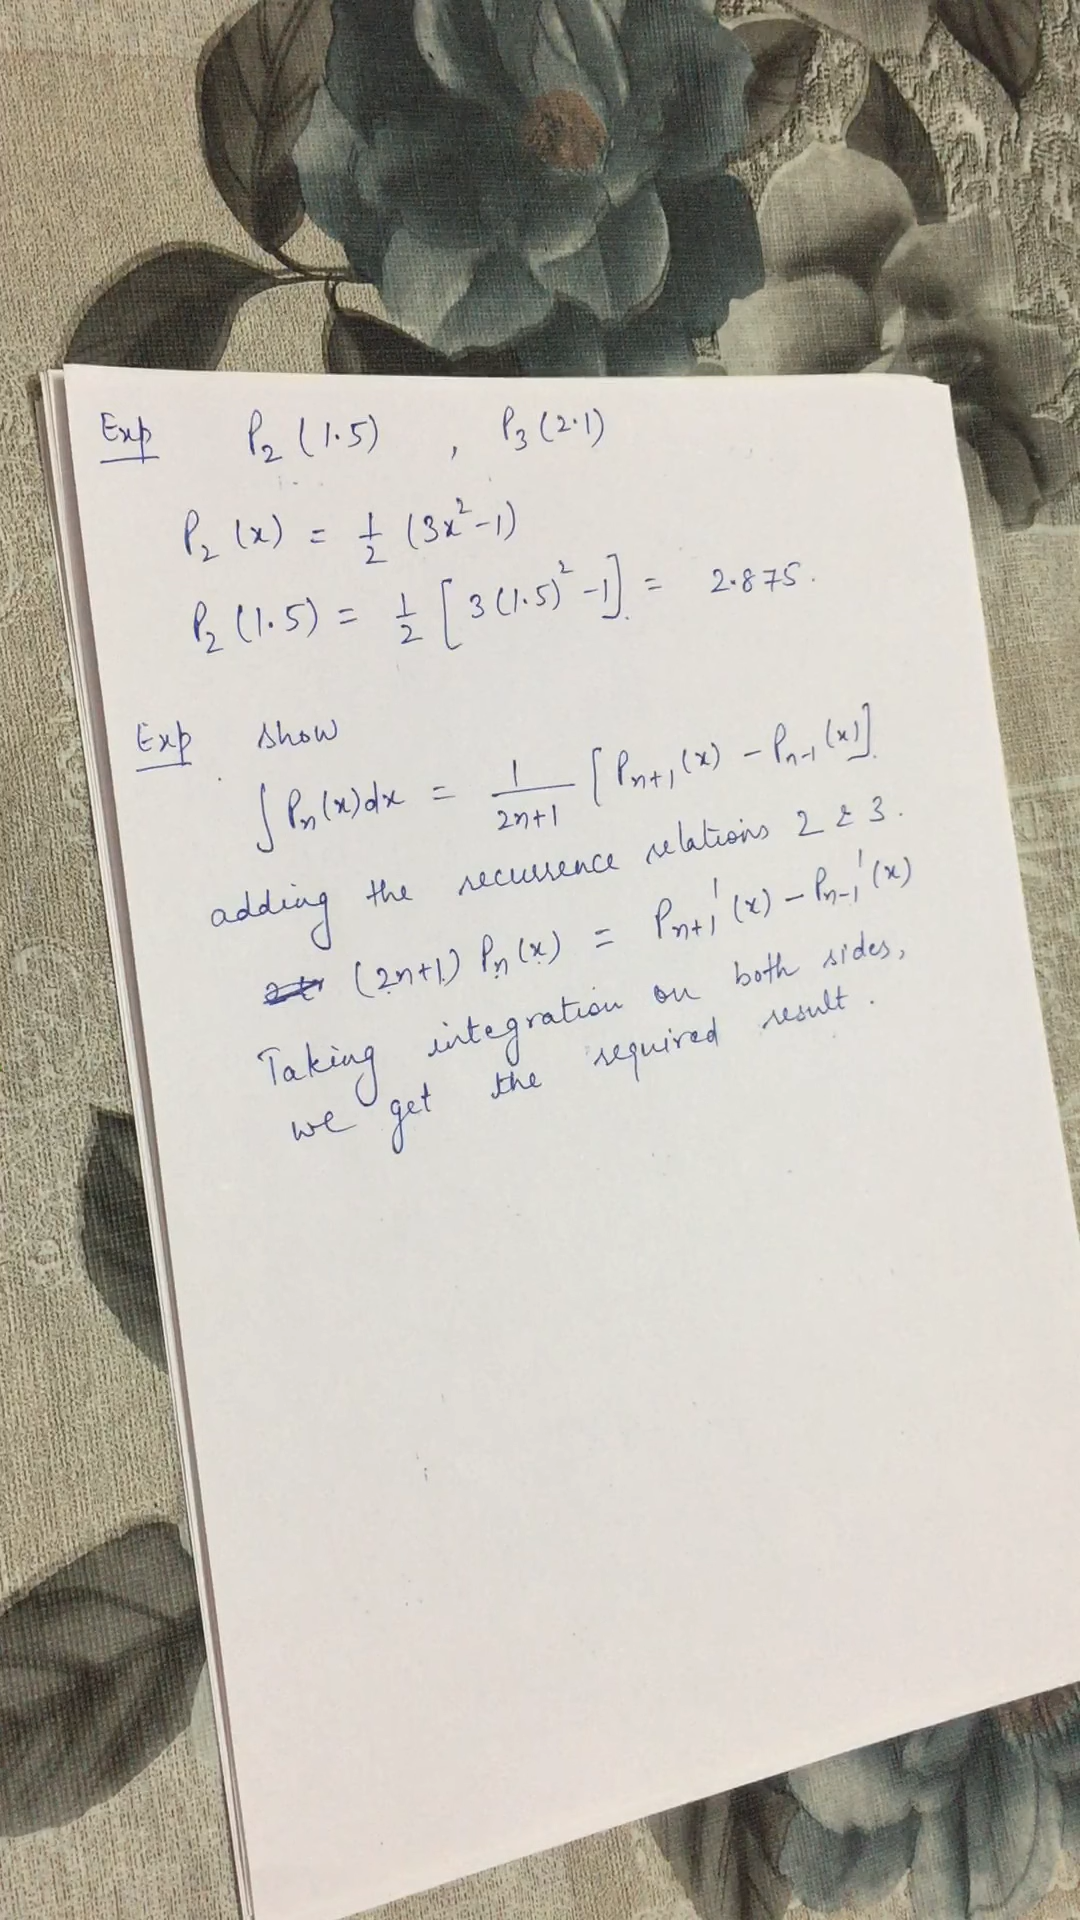 Exp P₂ (1.5) , P₃ (2.1)
P₂ (x) = 1/2 (3x² - 1)
P₂ (1.5) = 1/2 [3(1.5)² - 1] = 2.875.
Exp show
∫ Pₙ(x) dx = 1/(2n+1) [Pₙ₊₁(x) - Pₙ₋₁(x)]
adding the recurrence relations 2 & 3.
(2n+1) Pₙ(x) = Pₙ₊₁'(x) - Pₙ₋₁'(x)
Taking integration on both sides,
we get the required result.